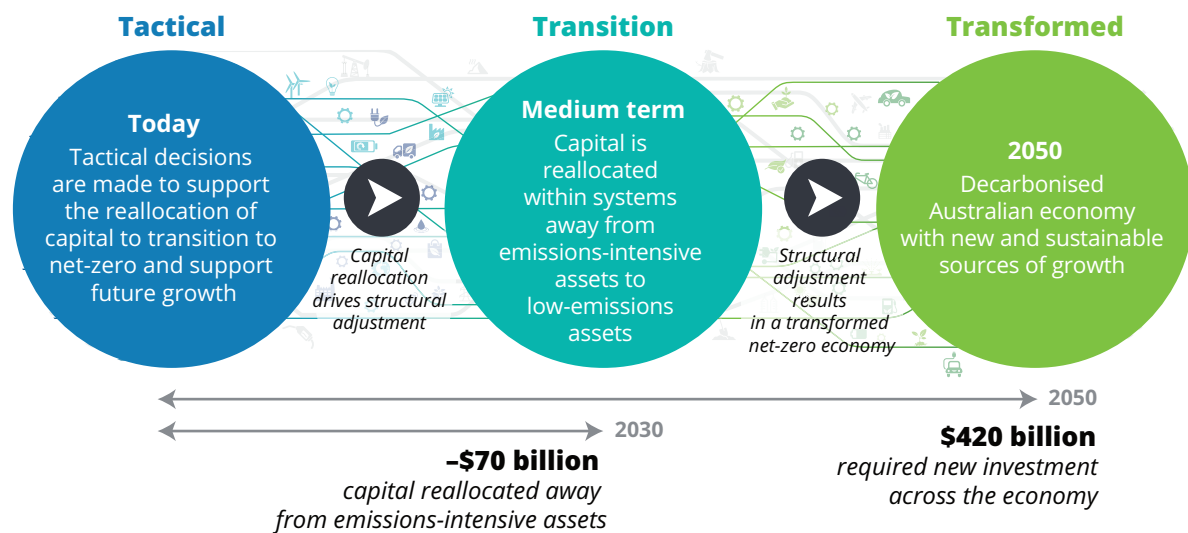 Tactical
Today
Tactical decisions
are made to support
the reallocation of
capital to transition to
net-zero and support
future growth
Capital
reallocation
drives structural
adjustment
Transition
Medium term
Capital is
reallocated
within systems
away from
emissions-intensive
assets to
low-emissions
assets
Structural
adjustment
results
in a transformed
net-zero economy
Transformed
2050
Decarbonised
Australian economy
with new and sustainable
sources of growth
2050
2030
–$70 billion
capital reallocated away
from emissions-intensive assets
$420 billion
required new investment
across the economy